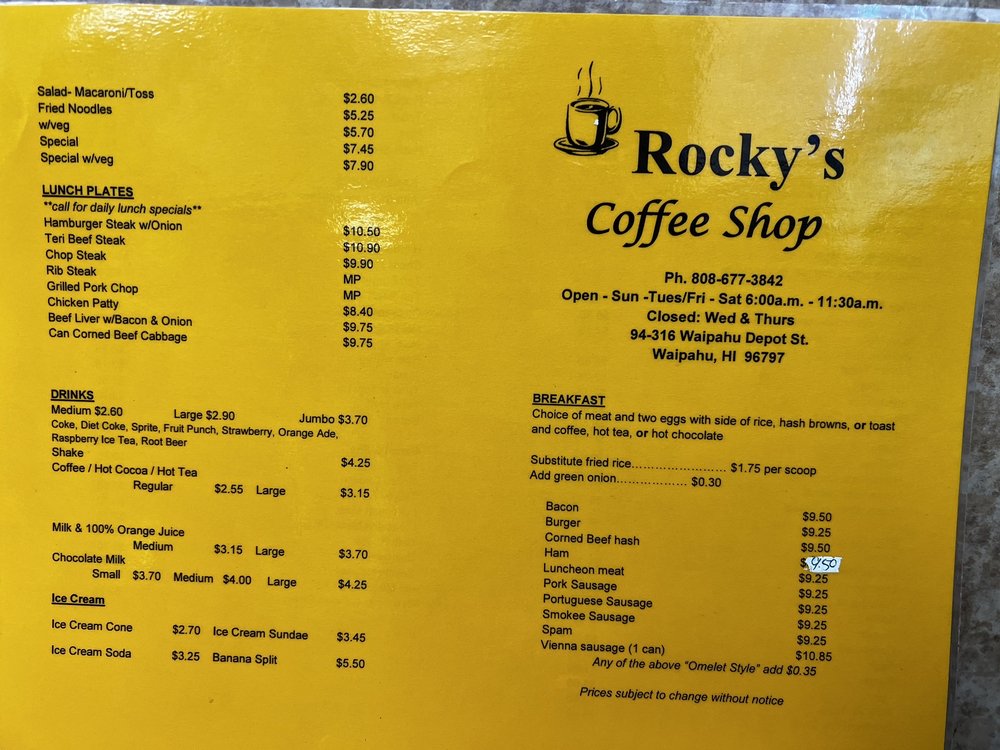 Salad- Macaroni/Toss $2.60
Fried Noodles $5.25
w/veg $5.70
Special $7.45
Special w/veg $7.90
LUNCH PLATES
**call for daily lunch specials**
Hamburger Steak w/Onion $10.50
Teri Beef Steak $10.90
Chop Steak $9.90
Rib Steak MP
Grilled Pork Chop MP
Chicken Patty $8.40
Beef Liver w/Bacon & Onion $9.75
Can Corned Beef Cabbage $9.75
DRINKS
Medium $2.60 Large $2.90 Jumbo $3.70
Coke, Diet Coke, Sprite, Fruit Punch, Strawberry, Orange Ade,
Raspberry Ice Tea, Root Beer
Shake $4.25
Coffee / Hot Cocoa / Hot Tea
Regular $2.55 Large $3.15
Milk & 100% Orange Juice
Medium $3.15 Large $3.70
Chocolate Milk
Small $3.70 Medium $4.00 Large $4.25
Ice Cream
Ice Cream Cone $2.70 Ice Cream Sundae $3.45
Ice Cream Soda $3.25 Banana Split $5.50
Rocky's
Coffee Shop
Ph. 808-677-3842
Open - Sun -Tues/Fri - Sat 6:00a.m. - 11:30a.m.
Closed: Wed & Thurs
94-316 Waipahu Depot St.
Waipahu, HI 96797
BREAKFAST
Choice of meat and two eggs with side of rice, hash browns, or toast
and coffee, hot tea, or hot chocolate
Substitute fried rice........................... $1.75 per scoop
Add green onion................... $0.30
Bacon $9.50
Burger $9.25
Corned Beef hash $9.50
Ham $9.50
Luncheon meat $9.25
Pork Sausage $9.25
Portuguese Sausage $9.25
Smokee Sausage $9.25
Spam $9.25
Vienna sausage (1 can) $10.85
Any of the above "Omelet Style" add $0.35
Prices subject to change without notice